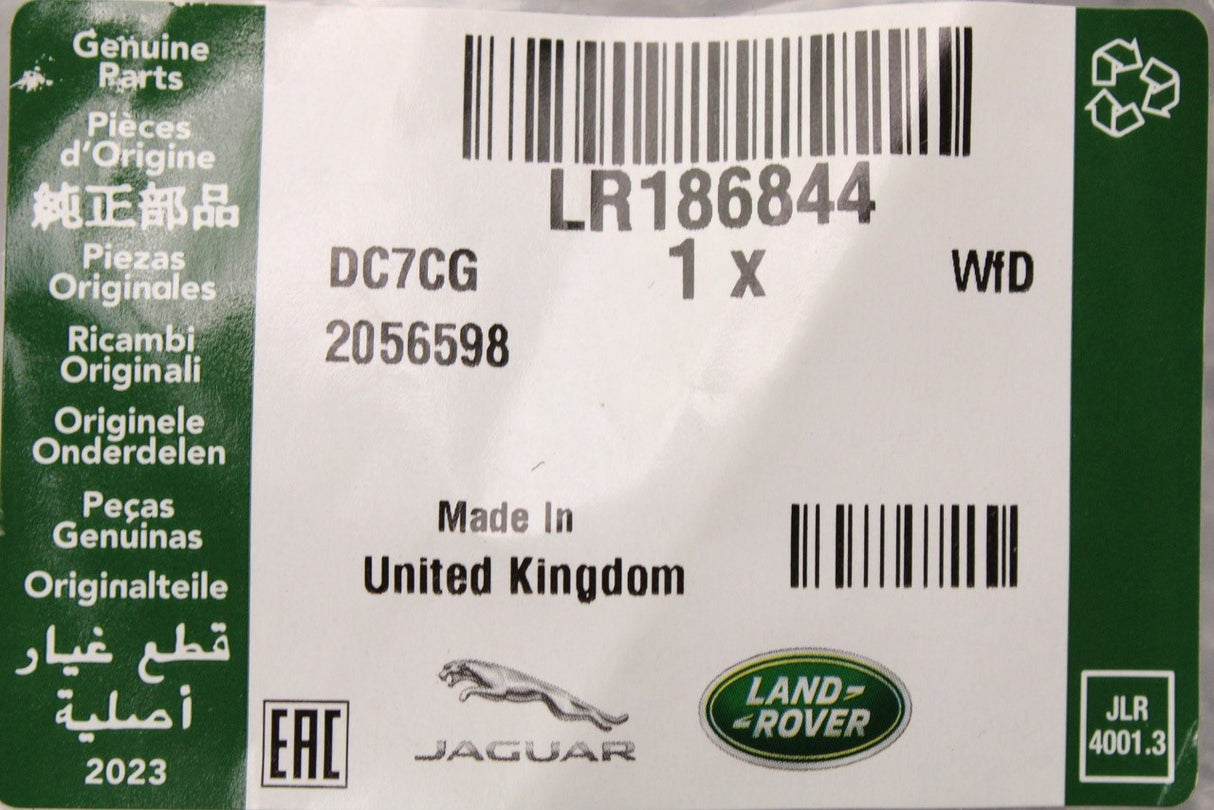 Genuine
Parts
Pièces
d'Origine
純正部品
Piezas
Originales
Ricambi
Originali
Originele
Onderdelen
Peças
Genuinas
Originalteile
قطع غيار
أصلية
2023
LR186844
DC7CG 1 x WfD
2056598
Made In
United Kingdom
EAC
JAGUAR
LAND
ROVER
JLR
4001.3